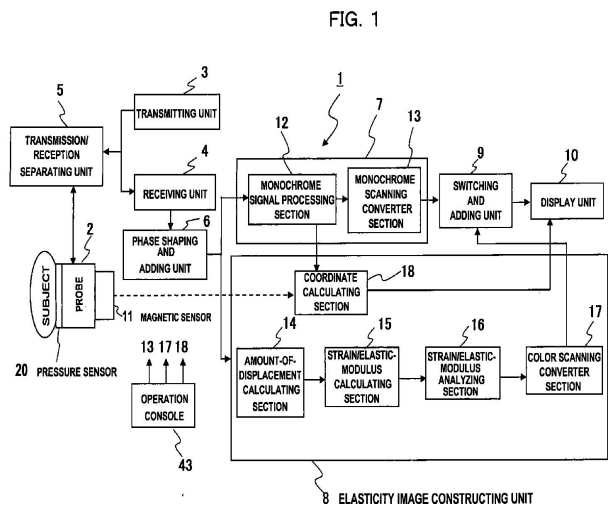 FIG. 1
3
TRANSMITTING UNIT
5
TRANSMISSION/
RECEPTION
SEPARATING UNIT
4
RECEIVING UNIT
6
PHASE SHAPING
AND
ADDING UNIT
1
7
12
MONOCHROME
SIGNAL PROCESSING
SECTION
13
MONOCHROME
SCANNING
CONVERTER
SECTION
9
SWITCHING
AND
ADDING UNIT
10
DISPLAY UNIT
2
SUBJECT
PROBE
11 MAGNETIC SENSOR
20 PRESSURE SENSOR
COORDINATE
CALCULATING
SECTION
18
14
AMOUNT-OF-
DISPLACEMENT
CALCULATING
SECTION
15
STRAIN/ELASTIC-
MODULUS
CALCULATING
SECTION
16
STRAIN/ELASTIC-
MODULUS
ANALYZING
SECTION
17
COLOR SCANNING
CONVERTER
SECTION
13 17 18
OPERATION
CONSOLE
43
8 ELASTICITY IMAGE CONSTRUCTING UNIT